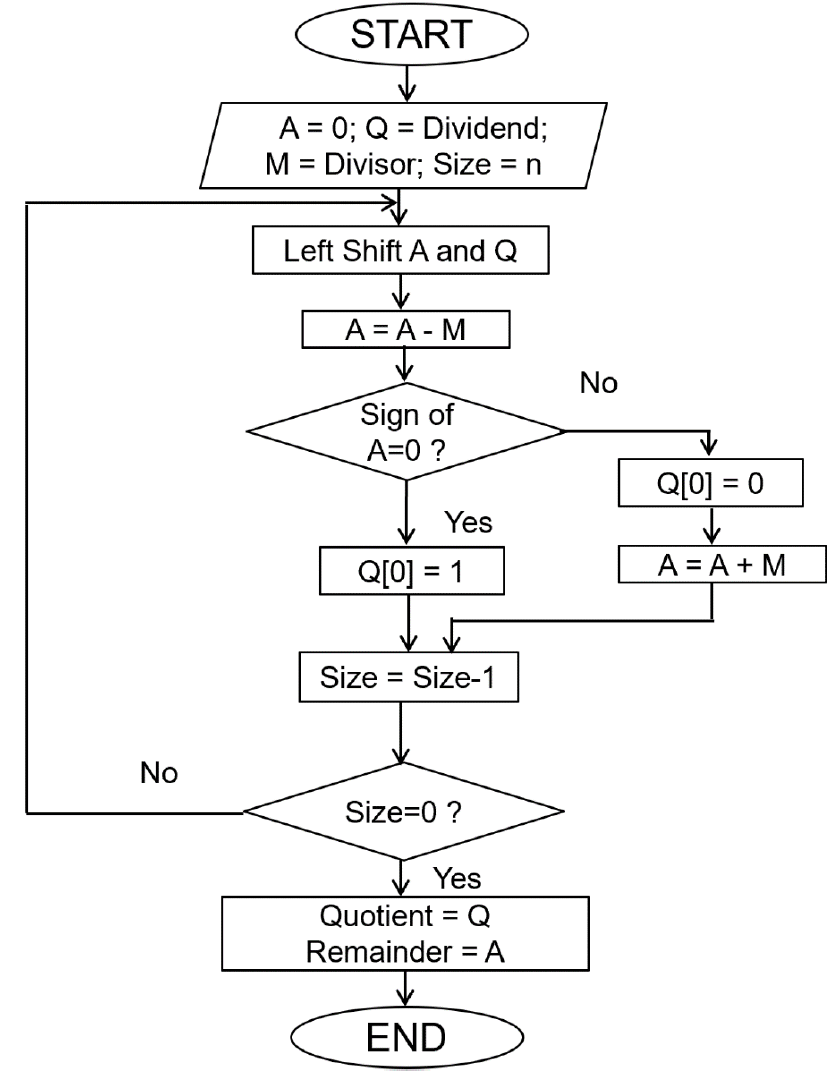 START
A = 0; Q = Dividend;
M = Divisor; Size = n
Left Shift A and Q
A = A - M
No
Sign of
A=0 ?
Q[0] = 0
Yes
Q[0] = 1
A = A + M
Size = Size-1
No
Size=0 ?
Yes
Quotient = Q
Remainder = A
END